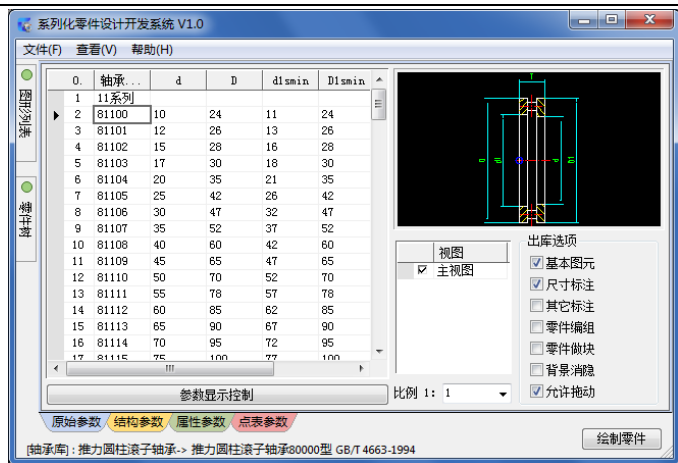 系列化零件设计开发系统 V1.0
文件(F) 查看(V) 帮助(H)
图形列表
零件树
0. 轴承... d D d1smin D1smin
1 11系列
2 81100 10 24 11 24
3 81101 12 26 13 26
4 81102 15 28 16 28
5 81103 17 30 18 30
6 81104 20 35 21 35
7 81105 25 42 26 42
8 81106 30 47 32 47
9 81107 35 52 37 52
10 81108 40 60 42 60
11 81109 45 65 47 65
12 81110 50 70 52 70
13 81111 55 78 57 78
14 81112 60 85 62 85
15 81113 65 90 67 90
16 81114 70 95 72 95
17 81115 75 100 77 100
参数显示控制
T
视图
主视图
比例 1: 1
出库选项
基本图元
尺寸标注
其它标注
零件编组
零件做块
背景消隐
允许拖动
原始参数 结构参数 属性参数 点表参数
[轴承库]: 推力圆柱滚子轴承-> 推力圆柱滚子轴承80000型 GB/T 4663-1994
绘制零件